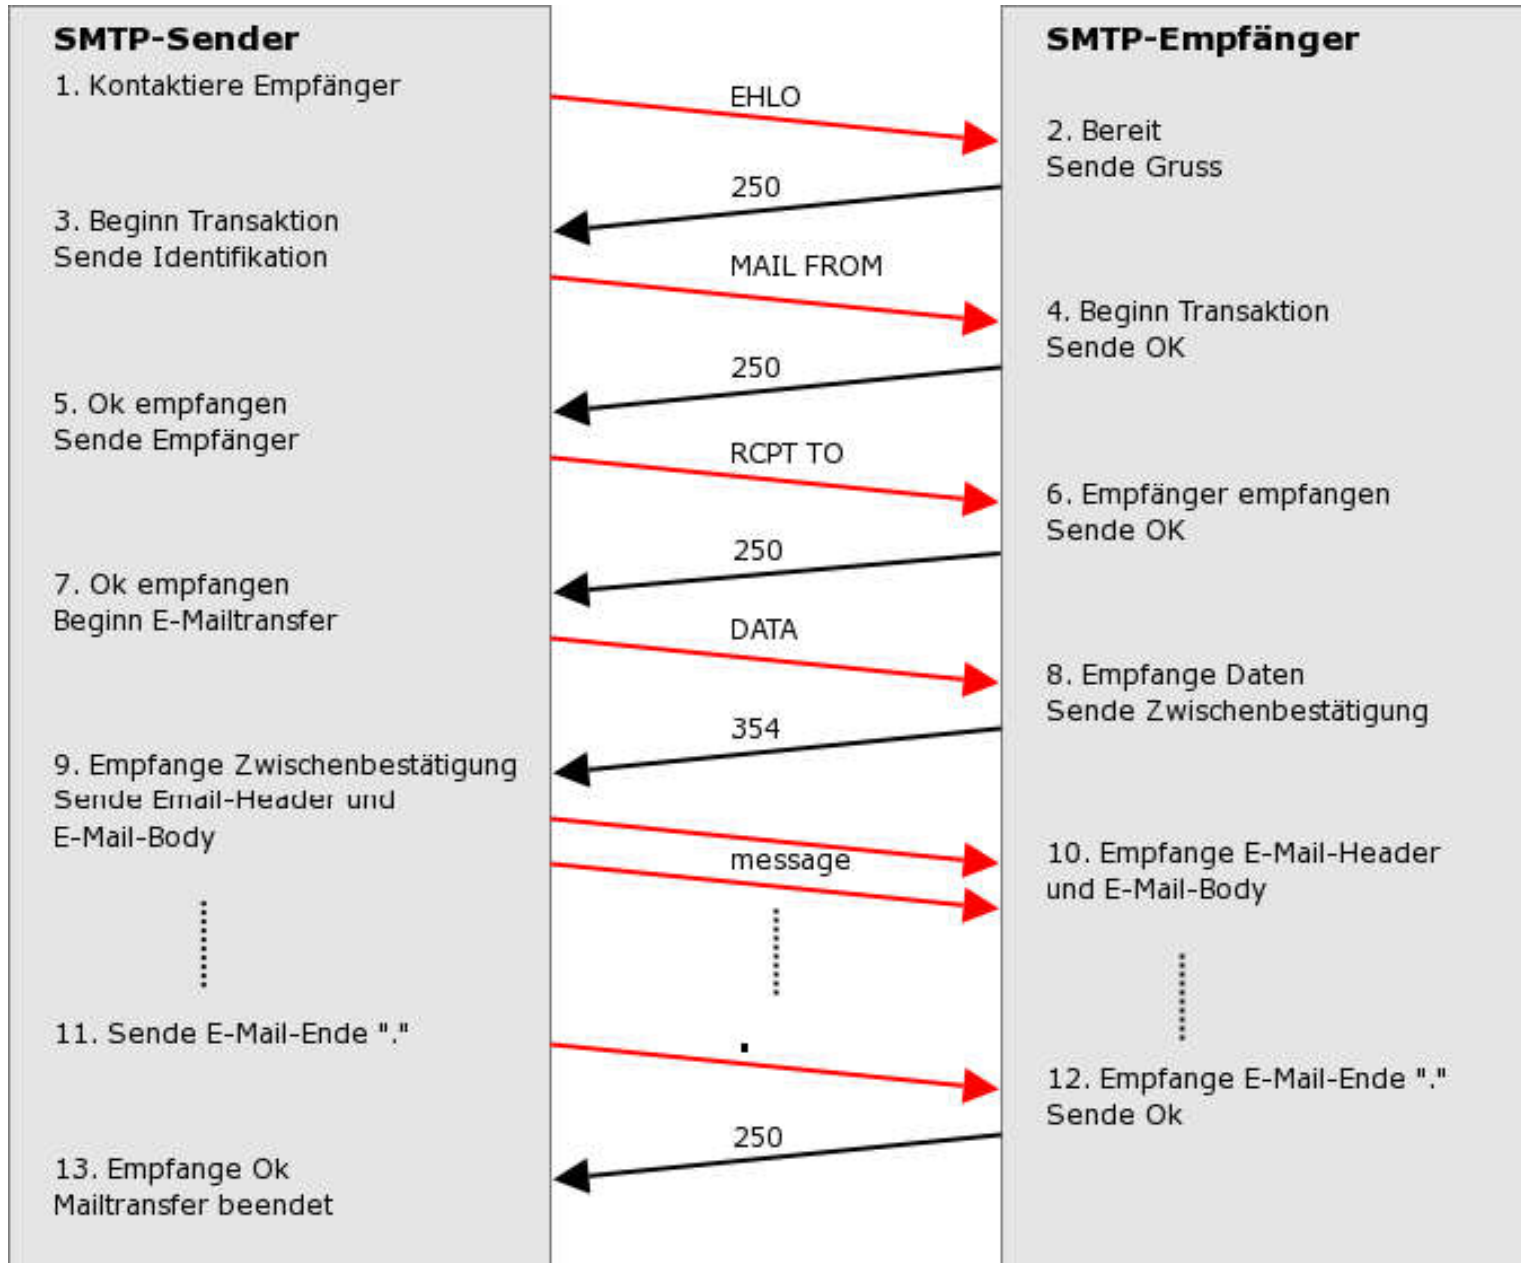 SMTP-Sender
SMTP-Empfänger
1. Kontaktiere Empfänger
EHLO
2. Bereit
Sende Gruss
250
3. Beginn Transaktion
Sende Identifikation
MAIL FROM
4. Beginn Transaktion
Sende OK
250
5. Ok empfangen
Sende Empfänger
RCPT TO
6. Empfänger empfangen
Sende OK
250
7. Ok empfangen
Beginn E-Mailtransfer
DATA
8. Empfange Daten
Sende Zwischenbestätigung
354
9. Empfange Zwischenbestätigung
Sende Email-Header und
E-Mail-Body
message
10. Empfange E-Mail-Header
und E-Mail-Body
11. Sende E-Mail-Ende "."
.
12. Empfange E-Mail-Ende "."
Sende Ok
250
13. Empfange Ok
Mailtransfer beendet